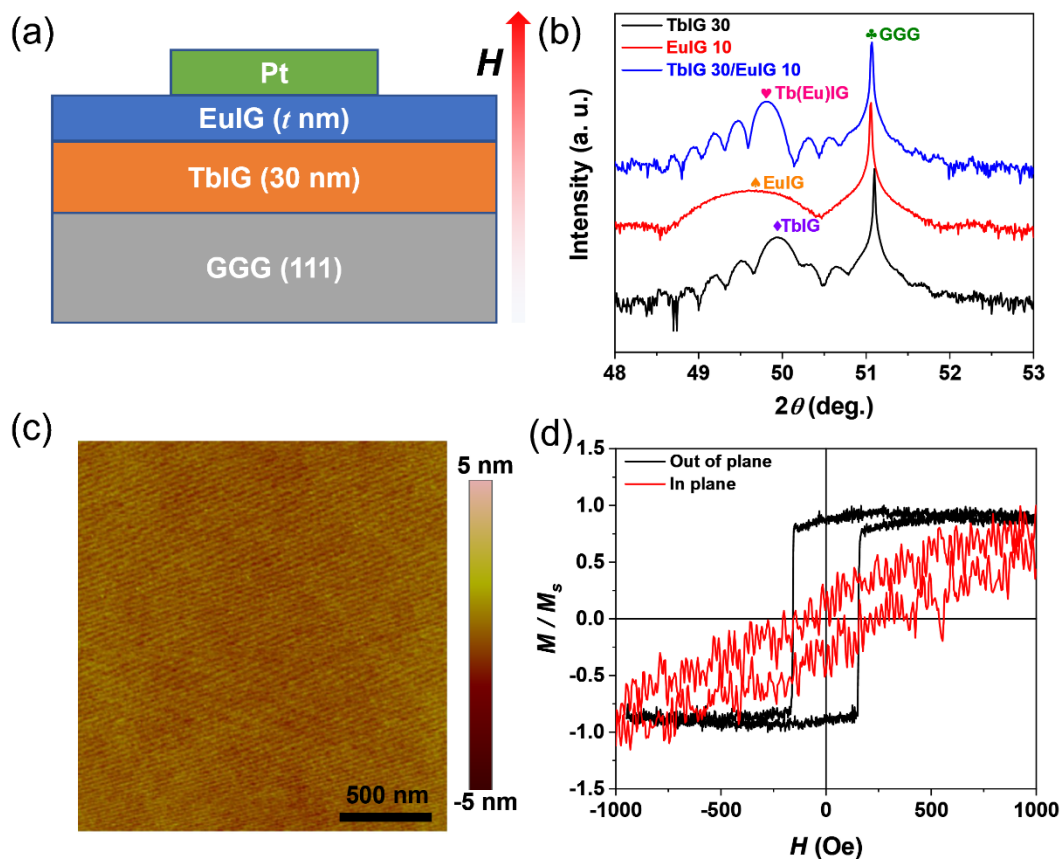 (a)
Pt
H
EuIG (t nm)
TbIG (30 nm)
GGG (111)
(b)
TbIG 30
EuIG 10
TbIG 30/EuIG 10
♣GGG
♥Tb(Eu)IG
♠EuIG
♦TbIG
Intensity (a. u.)
48 49 50 51 52 53
2θ (deg.)
(c)
5 nm
-5 nm
500 nm
(d)
Out of plane
In plane
1.5
1.0
0.5
0.0
-0.5
-1.0
-1.5
M / Ms
-1000 -500 0 500 1000
H (Oe)